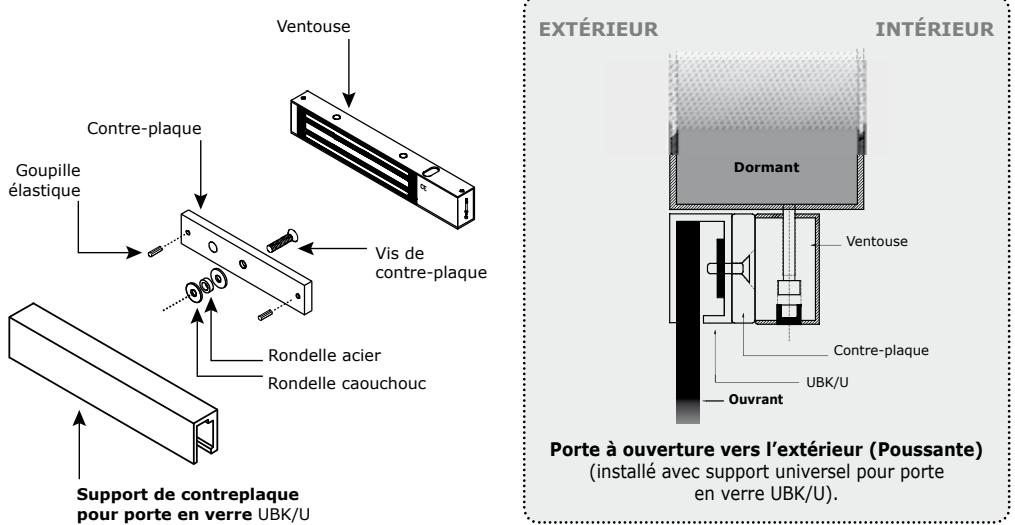 Ventouse
Contre-plaque
Goupille
élastique
Vis de
contre-plaque
Rondelle acier
Rondelle caouchouc
Support de contreplaque
pour porte en verre UBK/U
EXTÉRIEUR
INTÉRIEUR
Dormant
Ventouse
Contre-plaque
UBK/U
Ouvrant
Porte à ouverture vers l’extérieur (Poussante)
(installé avec support universel pour porte
en verre UBK/U).